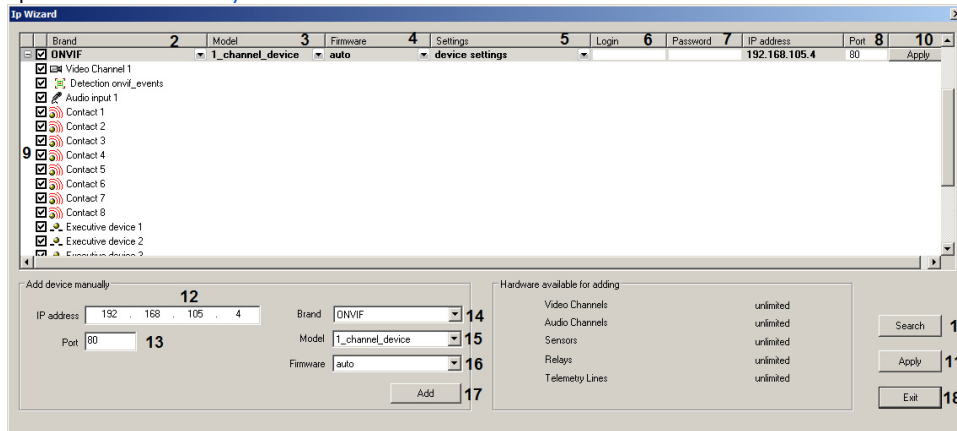 Ip Wizard
Brand 2 Model 3 Firmware 4 Settings 5 Login 6 Password 7 IP address Port 8 10
ONVIF 1_channel_device auto device settings 192.168.105.4 80 Apply
Video Channel 1
Detection onvif_events
Audio input 1
Contact 1
Contact 2
Contact 3
9 Contact 4
Contact 5
Contact 6
Contact 7
Contact 8
Executive device 1
Executive device 2
Executive device 3
Add device manually
12
IP address 192 . 168 . 105 . 4
Port 80 13
Brand ONVIF 14
Model 1_channel_device 15
Firmware auto 16
Add 17
Hardware available for adding
Video Channels unlimited
Audio Channels unlimited
Sensors unlimited
Relays unlimited
Telemetry Lines unlimited
Search 1
Apply 11
Exit 18